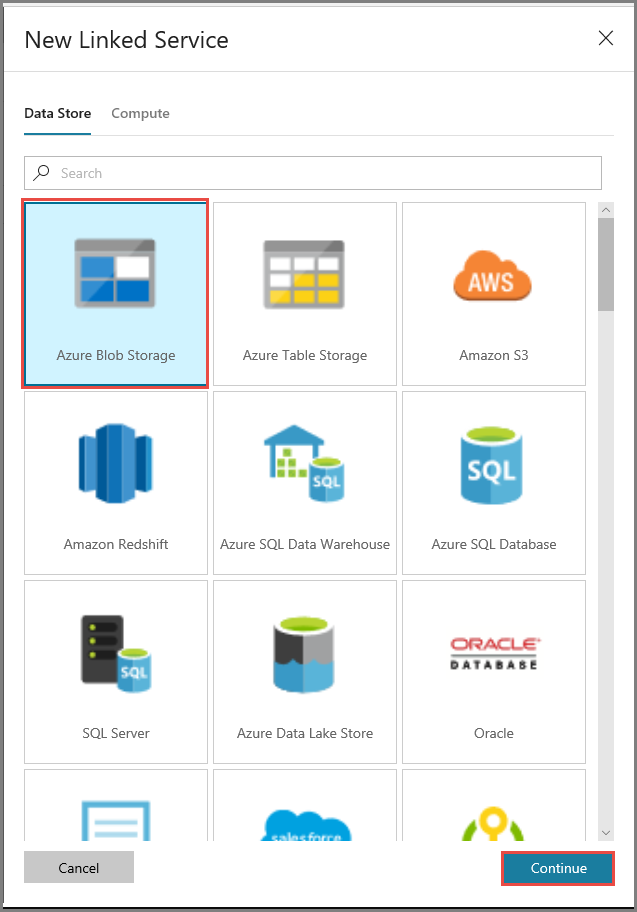 New Linked Service
Data Store Compute
Search
AWS
Azure Blob Storage Azure Table Storage Amazon S3
SQL SQL
Amazon Redshift Azure SQL Data Warehouse Azure SQL Database
SQL ORACLE
DATABASE
SQL Server Azure Data Lake Store Oracle
salesforce
Cancel Continue